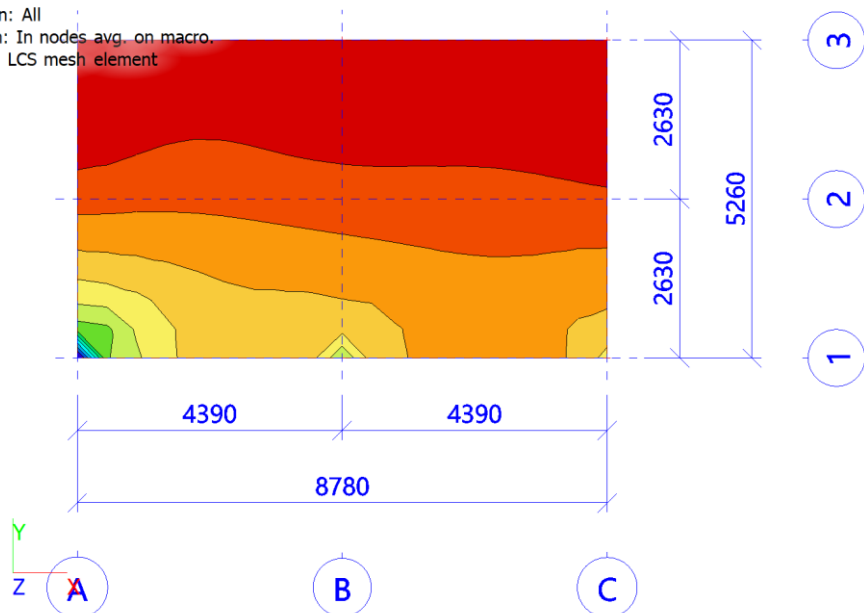 n: All
n: In nodes avg. on macro.
LCS mesh element
3
2630
5260
2
2630
1
4390 4390
8780
Y
Z X A B C